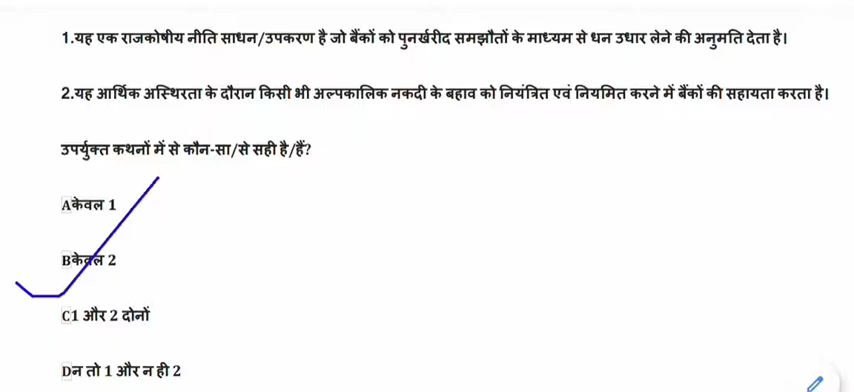 1.यह एक राजकोषीय नीति साधन/उपकरण है जो बैंकों को पुनर्खरीद समझौतों के माध्यम से धन उधार लेने की अनुमति देता है।
2.यह आर्थिक अस्थिरता के दौरान किसी भी अल्पकालिक नकदी के बहाव को नियंत्रित एवं नियमित करने में बैंकों की सहायता करता है।
उपर्युक्त कथनों में से कौन-सा/से सही है/हैं?
Aकेवल 1
Bकेवल 2
C1 और 2 दोनों
Dन तो 1 और न ही 2